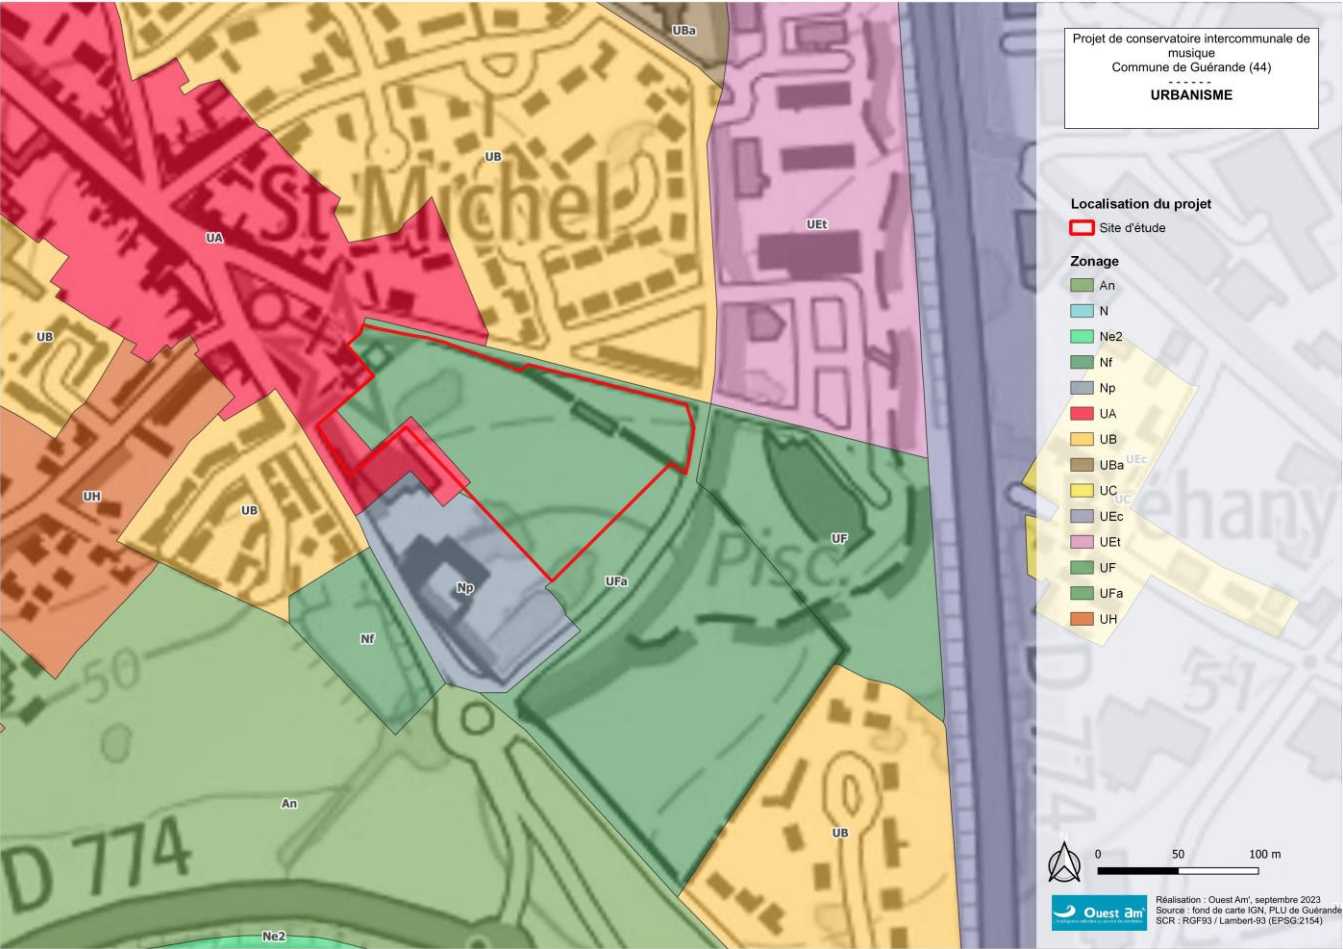 UBa
UB
St-Michel
UA
UEt
UB
UH
UB
Pisc.
UF
Np
UFa
Nf
50
An
UB
D 774
Ne2
UEc
UC
éhany
D 774
51
Projet de conservatoire intercommunale de
musique
Commune de Guérande (44)
- - - - - -
URBANISME
Localisation du projet
Site d'étude
Zonage
An
N
Ne2
Nf
Np
UA
UB
UBa
UC
UEc
UEt
UF
UFa
UH
N
0 50 100 m
Ouest am'
Réalisation : Ouest Am', septembre 2023
Source : fond de carte IGN, PLU de Guérande
SCR : RGF93 / Lambert-93 (EPSG:2154)